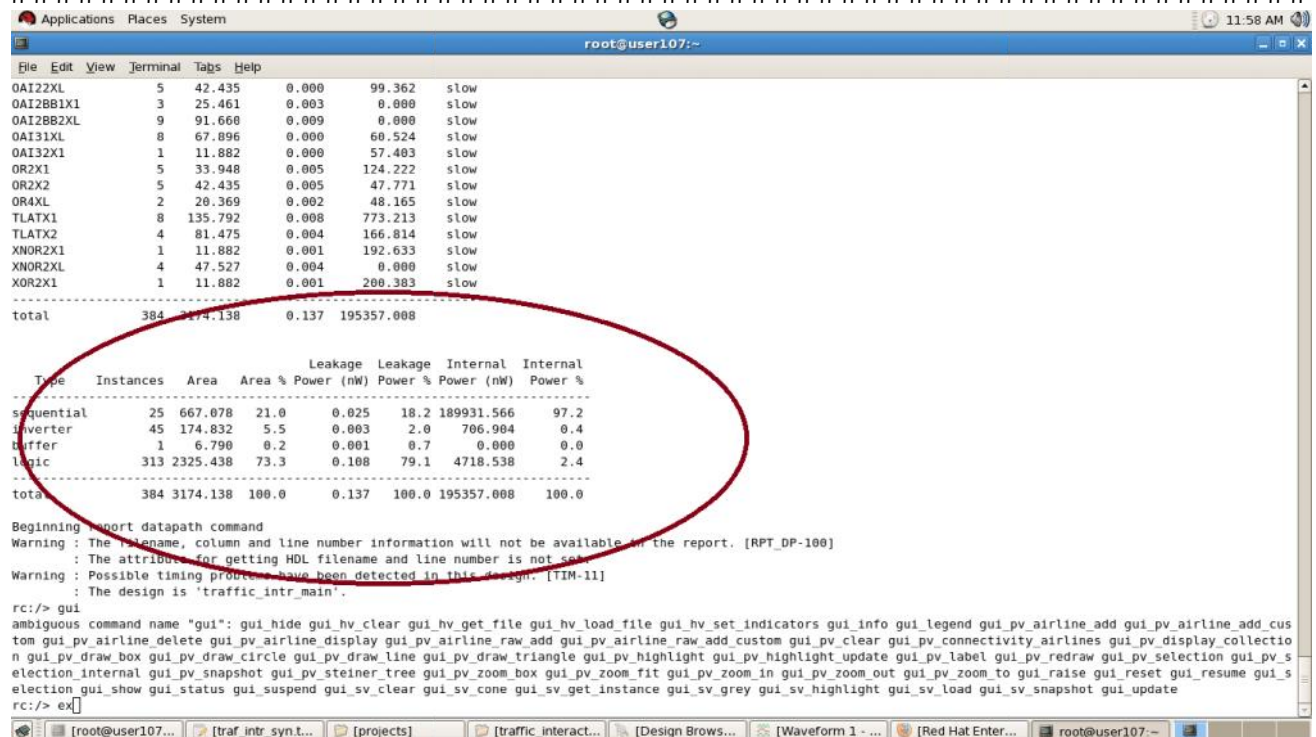 Applications Places System 11:58 AM
root@user107:~
File Edit View Terminal Tabs Help
OAI22XL 5 42.435 0.000 99.362 slow
OAI2BB1X1 3 25.461 0.003 0.000 slow
OAI2BB2XL 9 91.660 0.009 0.000 slow
OAI31XL 8 67.896 0.000 60.524 slow
OAI32X1 1 11.882 0.000 57.403 slow
OR2X1 5 33.948 0.005 124.222 slow
OR2X2 5 42.435 0.005 47.771 slow
OR4XL 2 20.369 0.002 48.165 slow
TLATX1 8 135.792 0.008 773.213 slow
TLATX2 4 81.475 0.004 166.814 slow
XNOR2X1 1 11.882 0.001 192.633 slow
XNOR2XL 4 47.527 0.004 0.000 slow
XOR2X1 1 11.882 0.001 200.383 slow
total 384 3174.138 0.137 195357.008
Leakage Leakage Internal Internal
Type Instances Area Area % Power (nW) Power % Power (nW) Power %
sequential 25 667.078 21.0 0.025 18.2 189931.566 97.2
inverter 45 174.832 5.5 0.003 2.0 706.904 0.4
buffer 1 6.790 0.2 0.001 0.7 0.000 0.0
logic 313 2325.438 73.3 0.108 79.1 4718.538 2.4
total 384 3174.138 100.0 0.137 100.0 195357.008 100.0
Beginning report datapath command
Warning : The filename, column and line number information will not be available in the report. [RPT_DP-100]
: The attribute for getting HDL filename and line number is not set.
Warning : Possible timing problems have been detected in this design. [TIM-11]
: The design is 'traffic_intr_main'.
rc:/> gui
ambiguous command name "gui": gui_hide gui_hv_clear gui_hv_get_file gui_hv_load_file gui_hv_set_indicators gui_info gui_legend gui_pv_airline_add gui_pv_airline_add_cus
tom gui_pv_airline_delete gui_pv_airline_display gui_pv_airline_raw_add gui_pv_airline_raw_add_custom gui_pv_clear gui_pv_connectivity_airlines gui_pv_display_collectio
n gui_pv_draw_box gui_pv_draw_circle gui_pv_draw_line gui_pv_draw_triangle gui_pv_highlight gui_pv_highlight_update gui_pv_label gui_pv_redraw gui_pv_selection gui_pv_s
election_internal gui_pv_snapshot gui_pv_steiner_tree gui_pv_zoom_box gui_pv_zoom_fit gui_pv_zoom_in gui_pv_zoom_out gui_pv_zoom_to gui_raise gui_reset gui_resume gui_s
election gui_show gui_status gui_suspend gui_sv_clear gui_sv_cone gui_sv_get_instance gui_sv_grey gui_sv_highlight gui_sv_load gui_sv_snapshot gui_update
rc:/> ex
[root@user107... [traf_intr_syn.t... [projects] [traffic_interact... [Design Brows... [Waveform 1 - ... [Red Hat Enter... root@user107:~